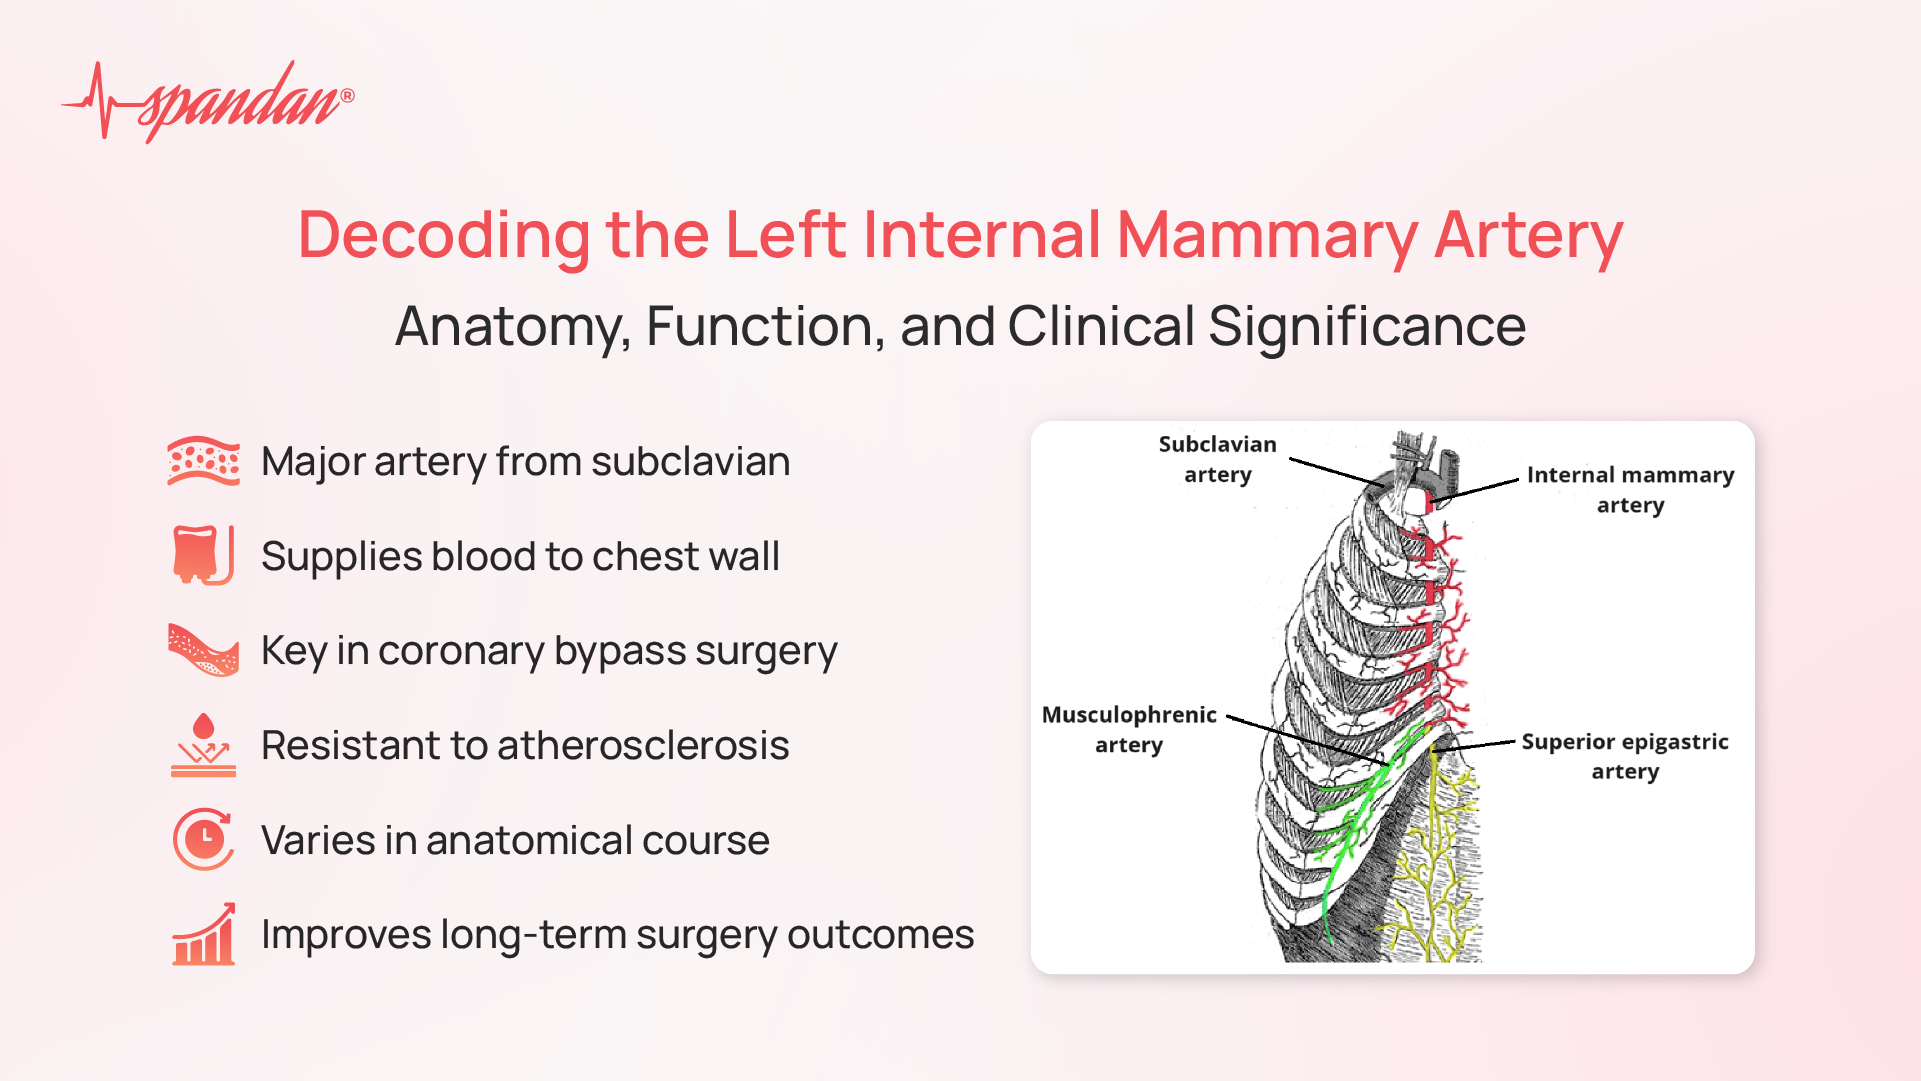 spandan®
Decoding the Left Internal Mammary Artery
Anatomy, Function, and Clinical Significance
Major artery from subclavian
Supplies blood to chest wall
Key in coronary bypass surgery
Resistant to atherosclerosis
Varies in anatomical course
Improves long-term surgery outcomes
Subclavian
artery
Internal mammary
artery
Musculophrenic
artery
Superior epigastric
artery